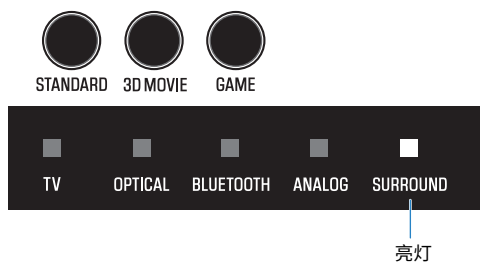 STANDARD 3D MOVIE GAME
TV OPTICAL BLUETOOTH ANALOG SURROUND
亮灯